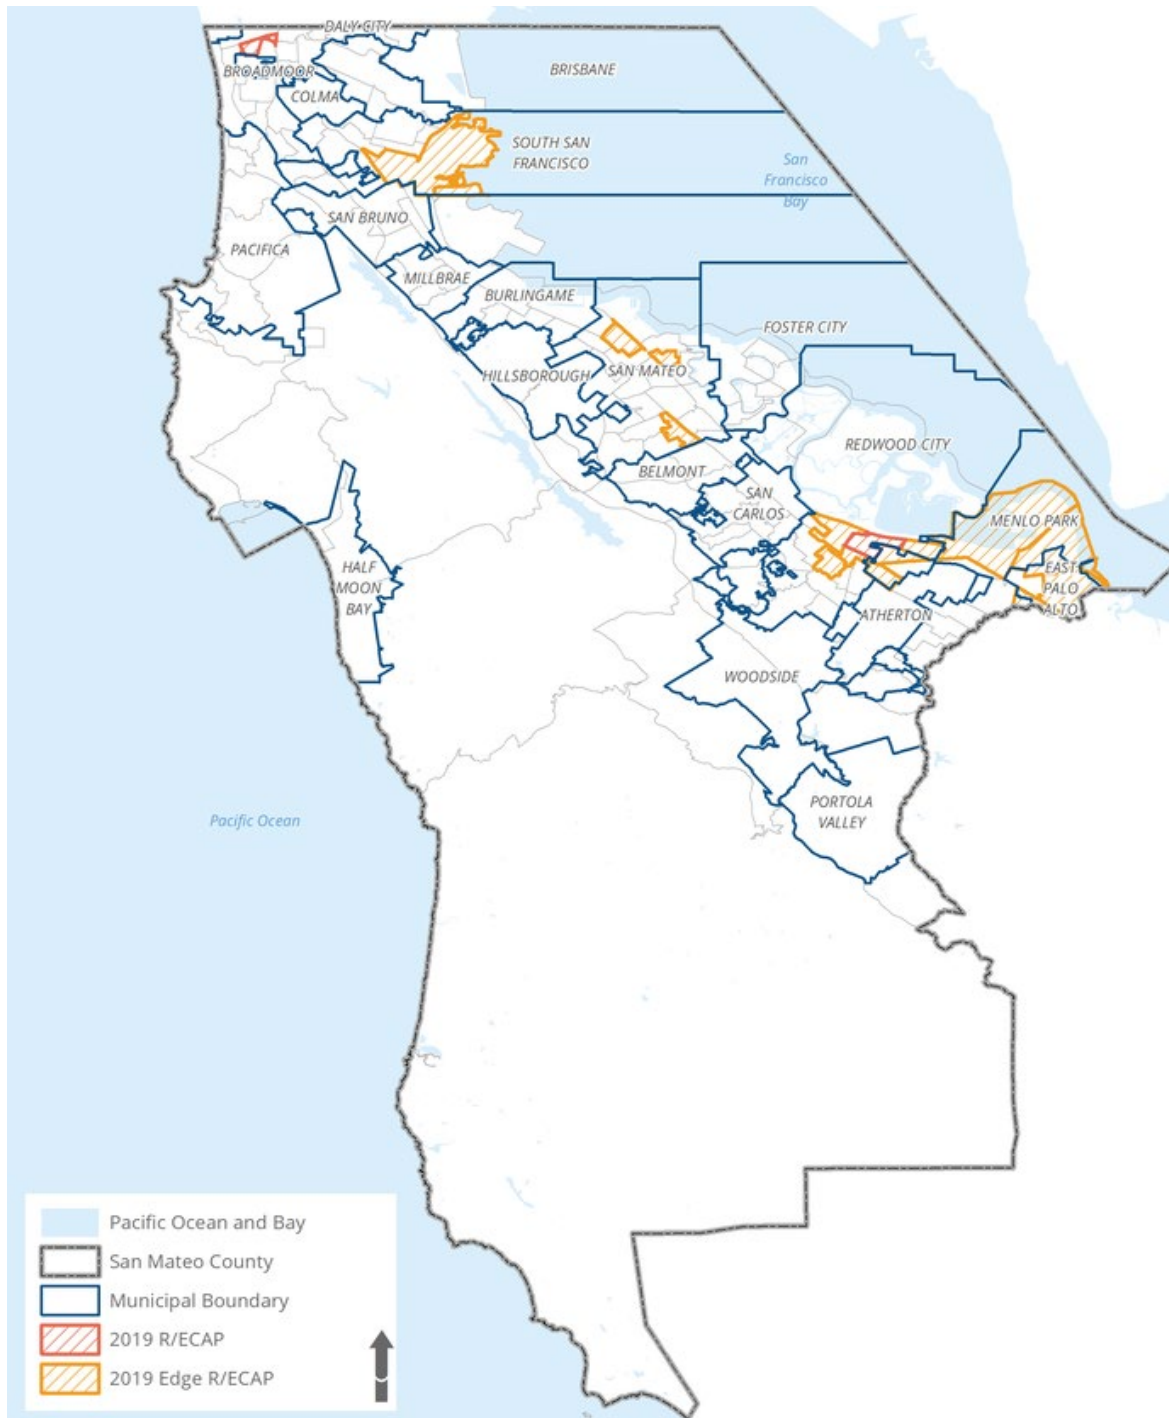 DALY CITY
BROADMOOR
BRISBANE
COLMA
SOUTH SAN
FRANCISCO
San
Francisco
Bay
SAN BRUNO
PACIFICA
MILLBRAE
BURLINGAME
FOSTER CITY
HILLSBOROUGH
SAN MATEO
REDWOOD CITY
BELMONT
SAN
CARLOS
MENLO PARK
HALF
MOON
BAY
EAST
PALO
ALTO
ATHERTON
WOODSIDE
PORTOLA
VALLEY
Pacific Ocean
Pacific Ocean and Bay
San Mateo County
Municipal Boundary
2019 R/ECAP
2019 Edge R/ECAP